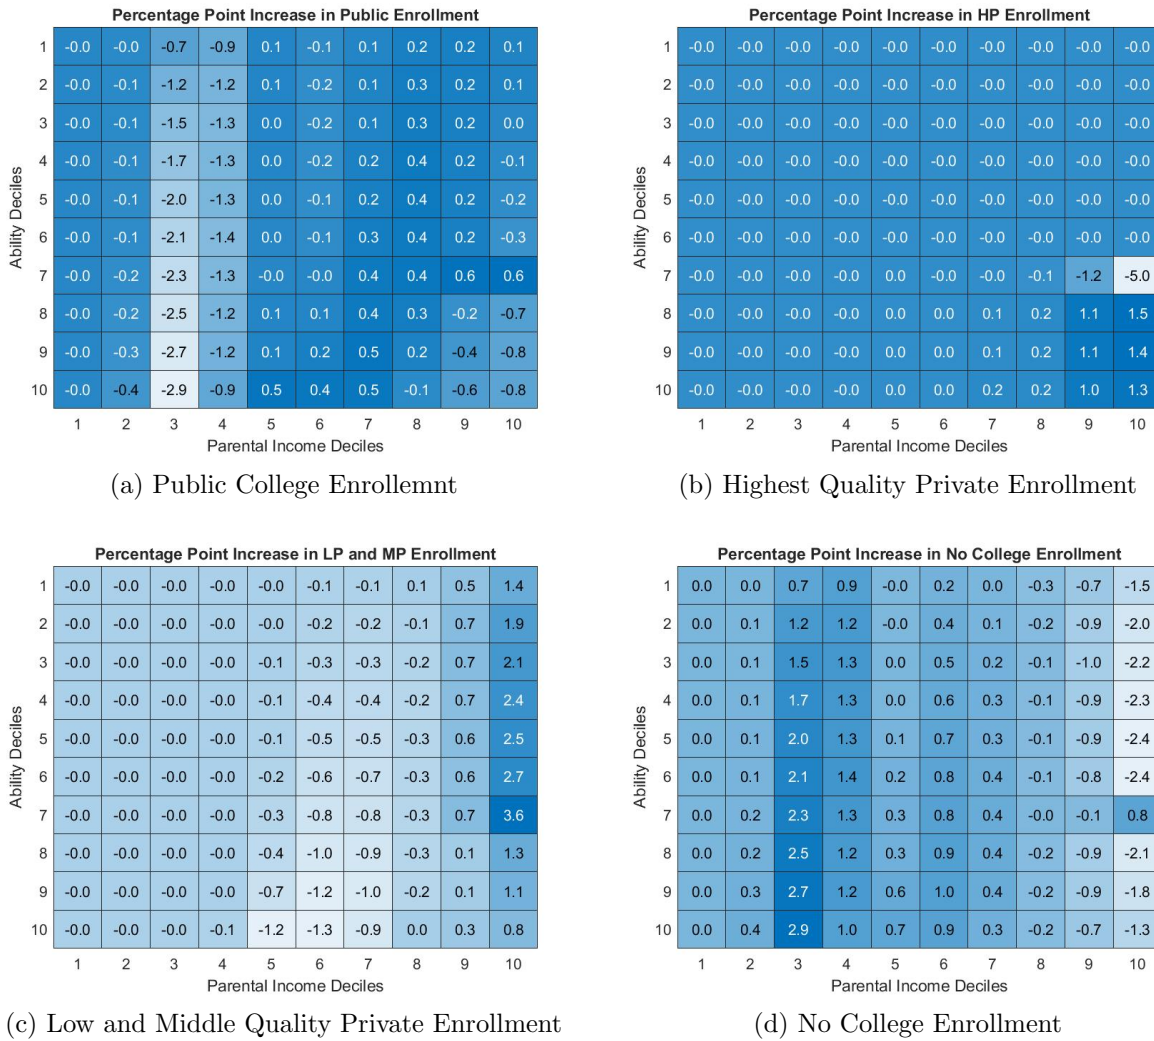 Percentage Point Increase in Public Enrollment
Ability Deciles
1 -0.0 -0.0 -0.7 -0.9 0.1 -0.1 0.1 0.2 0.2 0.1
2 -0.0 -0.1 -1.2 -1.2 0.1 -0.2 0.1 0.3 0.2 0.1
3 -0.0 -0.1 -1.5 -1.3 0.0 -0.2 0.1 0.3 0.2 0.0
4 -0.0 -0.1 -1.7 -1.3 0.0 -0.2 0.2 0.4 0.2 -0.1
5 -0.0 -0.1 -2.0 -1.3 0.0 -0.1 0.2 0.4 0.2 -0.2
6 -0.0 -0.1 -2.1 -1.4 0.0 -0.1 0.3 0.4 0.2 -0.3
7 -0.0 -0.2 -2.3 -1.3 -0.0 -0.0 0.4 0.4 0.6 0.6
8 -0.0 -0.2 -2.5 -1.2 0.1 0.1 0.4 0.3 -0.2 -0.7
9 -0.0 -0.3 -2.7 -1.2 0.1 0.2 0.5 0.2 -0.4 -0.8
10 -0.0 -0.4 -2.9 -0.9 0.5 0.4 0.5 -0.1 -0.6 -0.8
1 2 3 4 5 6 7 8 9 10
Parental Income Deciles
(a) Public College Enrollemnt
Percentage Point Increase in HP Enrollment
Ability Deciles
1 -0.0 -0.0 -0.0 -0.0 -0.0 -0.0 -0.0 -0.0 -0.0 -0.0
2 -0.0 -0.0 -0.0 -0.0 -0.0 -0.0 -0.0 -0.0 -0.0 -0.0
3 -0.0 -0.0 -0.0 -0.0 -0.0 -0.0 -0.0 -0.0 -0.0 -0.0
4 -0.0 -0.0 -0.0 -0.0 -0.0 -0.0 -0.0 -0.0 -0.0 -0.0
5 -0.0 -0.0 -0.0 -0.0 -0.0 -0.0 -0.0 -0.0 -0.0 -0.0
6 -0.0 -0.0 -0.0 -0.0 -0.0 -0.0 -0.0 -0.0 -0.0 -0.0
7 -0.0 -0.0 -0.0 -0.0 0.0 -0.0 -0.0 -0.1 -1.2 -5.0
8 -0.0 -0.0 -0.0 -0.0 0.0 0.0 0.1 0.2 1.1 1.5
9 -0.0 -0.0 -0.0 -0.0 0.0 0.0 0.1 0.2 1.1 1.4
10 -0.0 -0.0 -0.0 -0.0 0.0 0.0 0.2 0.2 1.0 1.3
1 2 3 4 5 6 7 8 9 10
Parental Income Deciles
(b) Highest Quality Private Enrollment
Percentage Point Increase in LP and MP Enrollment
Ability Deciles
1 -0.0 -0.0 -0.0 -0.0 -0.0 -0.1 -0.1 0.1 0.5 1.4
2 -0.0 -0.0 -0.0 -0.0 -0.0 -0.2 -0.2 -0.1 0.7 1.9
3 -0.0 -0.0 -0.0 -0.0 -0.1 -0.3 -0.3 -0.2 0.7 2.1
4 -0.0 -0.0 -0.0 -0.0 -0.1 -0.4 -0.4 -0.2 0.7 2.4
5 -0.0 -0.0 -0.0 -0.0 -0.1 -0.5 -0.5 -0.3 0.6 2.5
6 -0.0 -0.0 -0.0 -0.0 -0.2 -0.6 -0.7 -0.3 0.6 2.7
7 -0.0 -0.0 -0.0 -0.0 -0.3 -0.8 -0.8 -0.3 0.7 3.6
8 -0.0 -0.0 -0.0 -0.0 -0.4 -1.0 -0.9 -0.3 0.1 1.3
9 -0.0 -0.0 -0.0 -0.0 -0.7 -1.2 -1.0 -0.2 0.1 1.1
10 -0.0 -0.0 -0.0 -0.1 -1.2 -1.3 -0.9 0.0 0.3 0.8
1 2 3 4 5 6 7 8 9 10
Parental Income Deciles
(c) Low and Middle Quality Private Enrollment
Percentage Point Increase in No College Enrollment
Ability Deciles
1 0.0 0.0 0.7 0.9 -0.0 0.2 0.0 -0.3 -0.7 -1.5
2 0.0 0.1 1.2 1.2 -0.0 0.4 0.1 -0.2 -0.9 -2.0
3 0.0 0.1 1.5 1.3 0.0 0.5 0.2 -0.1 -1.0 -2.2
4 0.0 0.1 1.7 1.3 0.0 0.6 0.3 -0.1 -0.9 -2.3
5 0.0 0.1 2.0 1.3 0.1 0.7 0.3 -0.1 -0.9 -2.4
6 0.0 0.1 2.1 1.4 0.2 0.8 0.4 -0.1 -0.8 -2.4
7 0.0 0.2 2.3 1.3 0.3 0.8 0.4 -0.0 -0.1 0.8
8 0.0 0.2 2.5 1.2 0.3 0.9 0.4 -0.2 -0.9 -2.1
9 0.0 0.3 2.7 1.2 0.6 1.0 0.4 -0.2 -0.9 -1.8
10 0.0 0.4 2.9 1.0 0.7 0.9 0.3 -0.2 -0.7 -1.3
1 2 3 4 5 6 7 8 9 10
Parental Income Deciles
(d) No College Enrollment